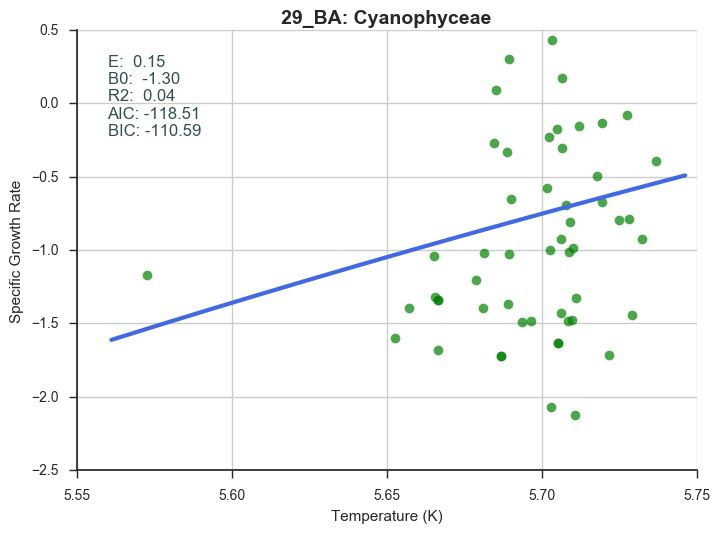 29_BA: Cyanophyceae
E:  0.15
B0:  -1.30
R2:  0.04
AIC: -118.51
BIC: -110.59
Specific Growth Rate
0.5
0.0
−0.5
−1.0
−1.5
−2.0
−2.5
5.55 5.60 5.65 5.70 5.75
Temperature (K)